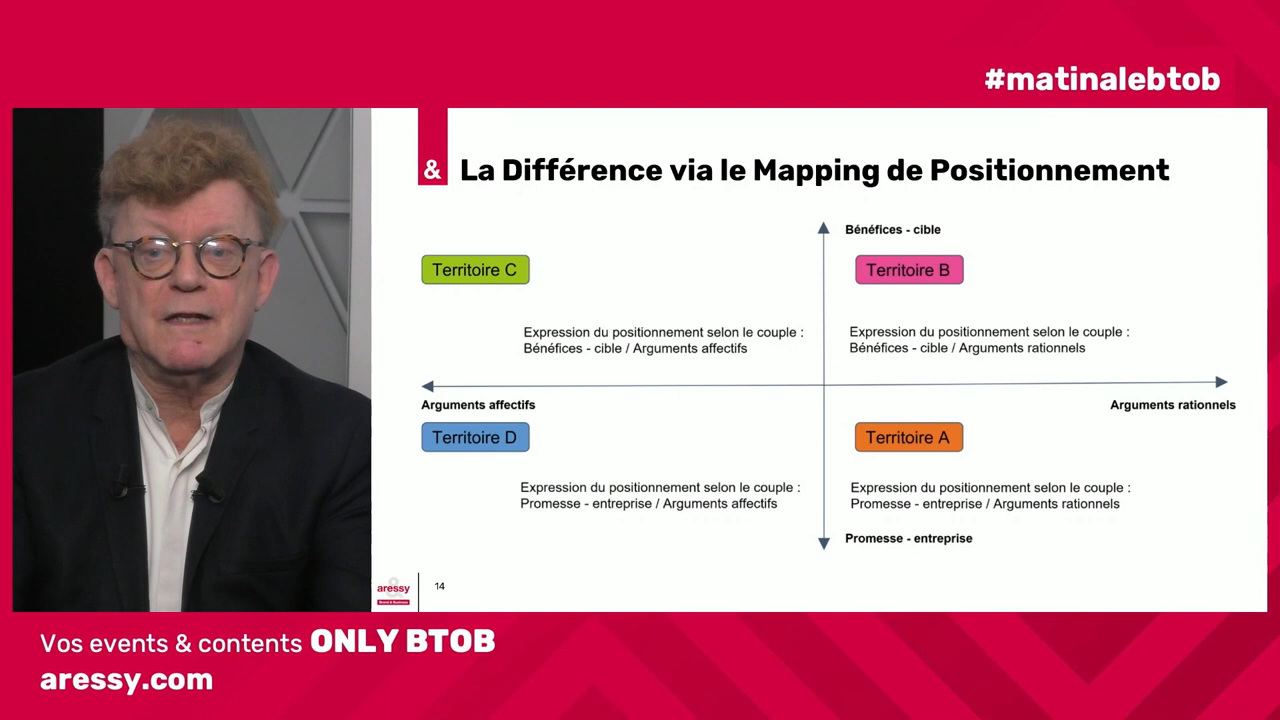 #matinalebtob
& La Différence via le Mapping de Positionnement
Bénéfices - cible
Territoire C
Territoire B
Expression du positionnement selon le couple :
Bénéfices - cible / Arguments affectifs
Expression du positionnement selon le couple :
Bénéfices - cible / Arguments rationnels
Arguments affectifs
Arguments rationnels
Territoire D
Territoire A
Expression du positionnement selon le couple :
Promesse - entreprise / Arguments affectifs
Expression du positionnement selon le couple :
Promesse - entreprise / Arguments rationnels
Promesse - entreprise
&
aressy
Brand & Business
14
Vos events & contents ONLY BTOB
aressy.com